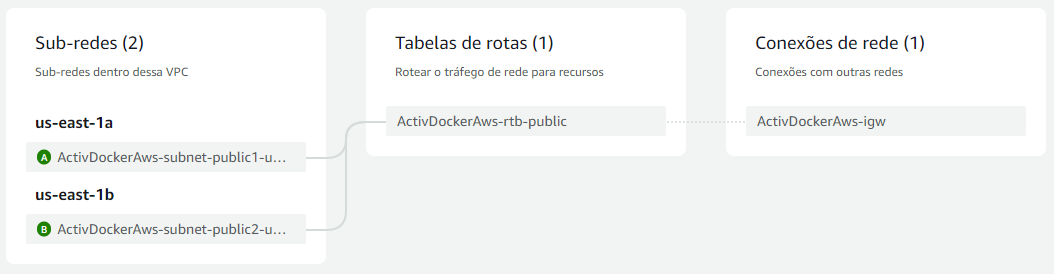 Sub-redes (2)
Sub-redes dentro dessa VPC
us-east-1a
A ActivDockerAws-subnet-public1-u...
us-east-1b
B ActivDockerAws-subnet-public2-u...
Tabelas de rotas (1)
Rotear o tráfego de rede para recursos
ActivDockerAws-rtb-public
Conexões de rede (1)
Conexões com outras redes
ActivDockerAws-igw